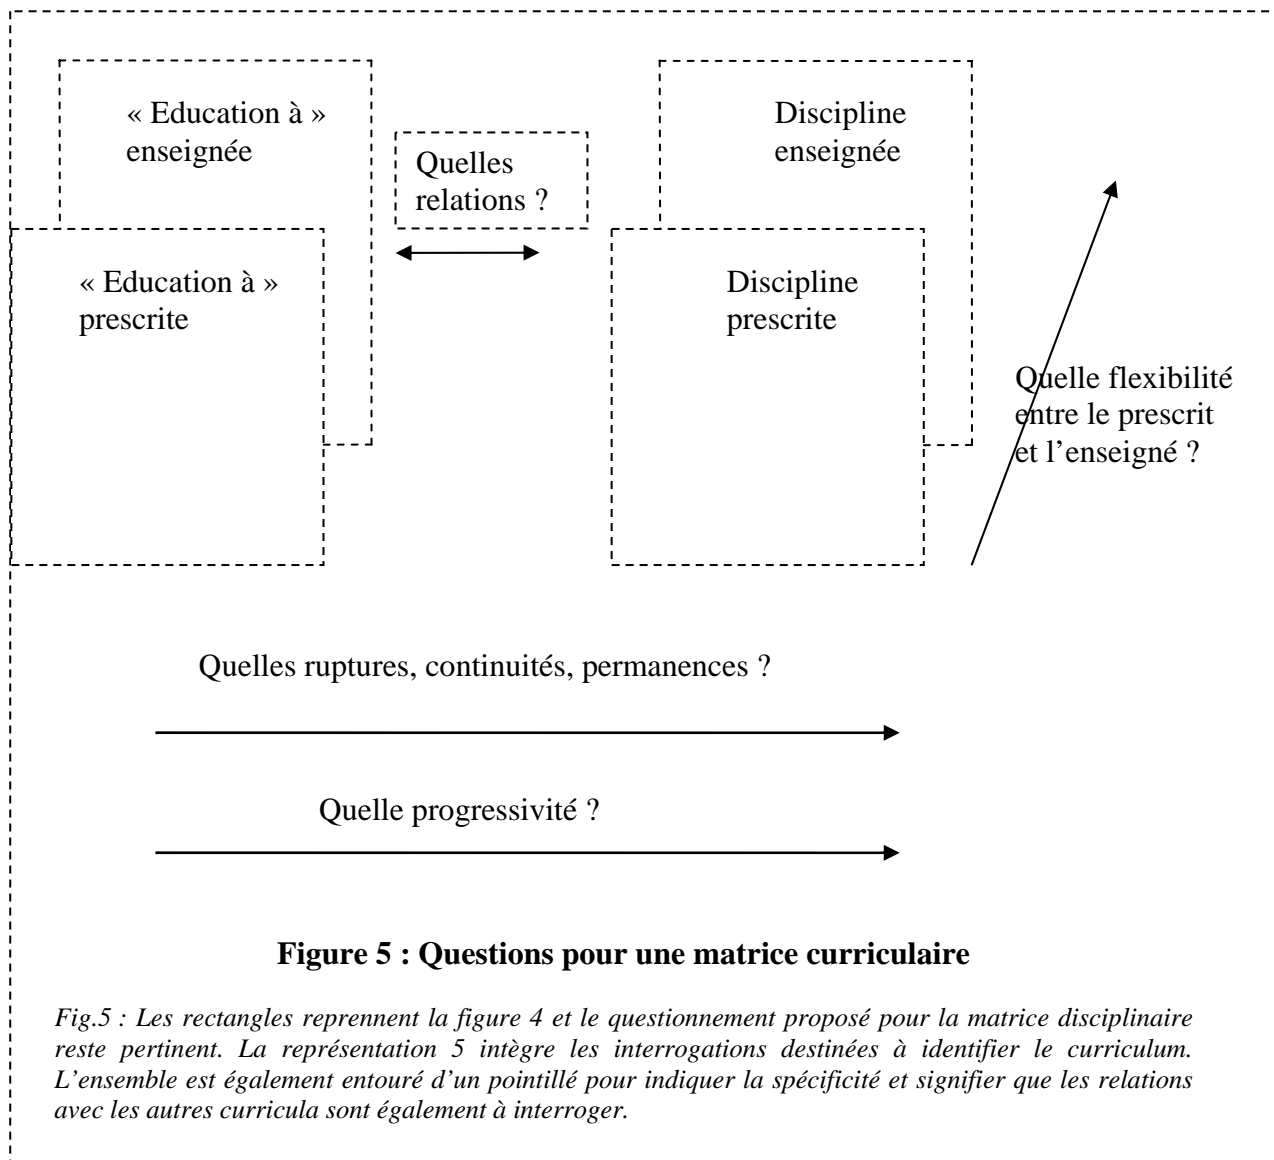 « Education à »
enseignée
Quelles
relations ?
Discipline
enseignée
« Education à »
prescrite
Discipline
prescrite
Quelle flexibilité
entre le prescrit
et l’enseigné ?
Quelles ruptures, continuités, permanences ?
Quelle progressivité ?
Figure 5 : Questions pour une matrice curriculaire
Fig.5 : Les rectangles reprennent la figure 4 et le questionnement proposé pour la matrice disciplinaire
reste pertinent. La représentation 5 intègre les interrogations destinées à identifier le curriculum.
L’ensemble est également entouré d’un pointillé pour indiquer la spécificité et signifier que les relations
avec les autres curricula sont également à interroger.